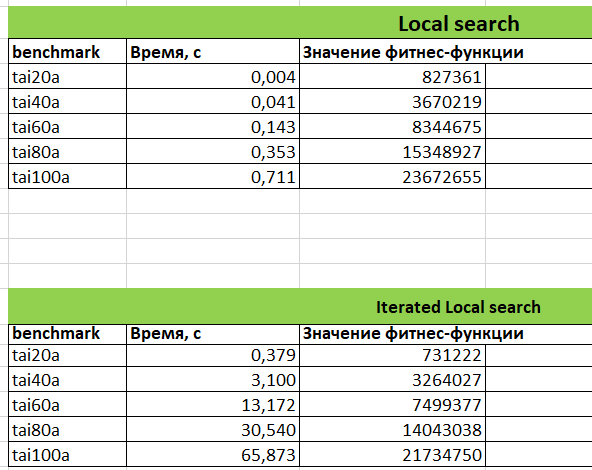 Local search
benchmark Время, с Значение фитнес-функции
tai20a 0,004 827361
tai40a 0,041 3670219
tai60a 0,143 8344675
tai80a 0,353 15348927
tai100a 0,711 23672655
Iterated Local search
benchmark Время, с Значение фитнес-функции
tai20a 0,379 731222
tai40a 3,100 3264027
tai60a 13,172 7499377
tai80a 30,540 14043038
tai100a 65,873 21734750